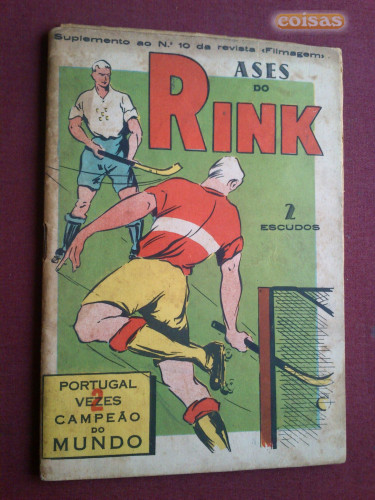 coisas
Suplemento ao N.º 10 da revista «Filmagem»
ASES
DO
RINK
2
ESCUDOS
PORTUGAL
2
VEZES
CAMPEÃO
DO
MUNDO